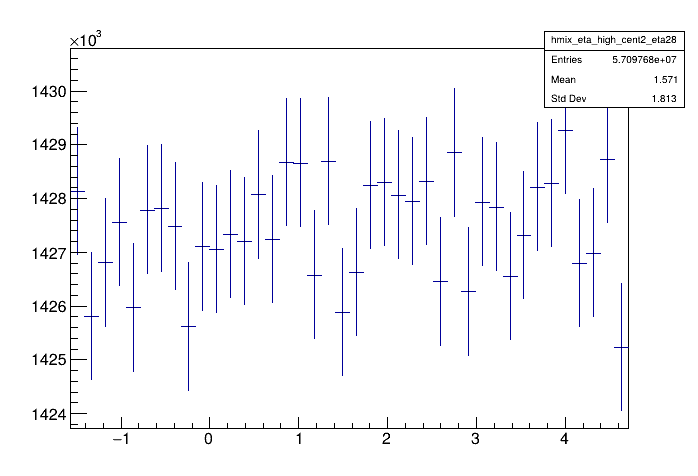 ×10³
hmix_eta_high_cent2_eta28
Entries 5.709768e+07
Mean 1.571
Std Dev 1.813
1430
1429
1428
1427
1426
1425
1424
−1 0 1 2 3 4